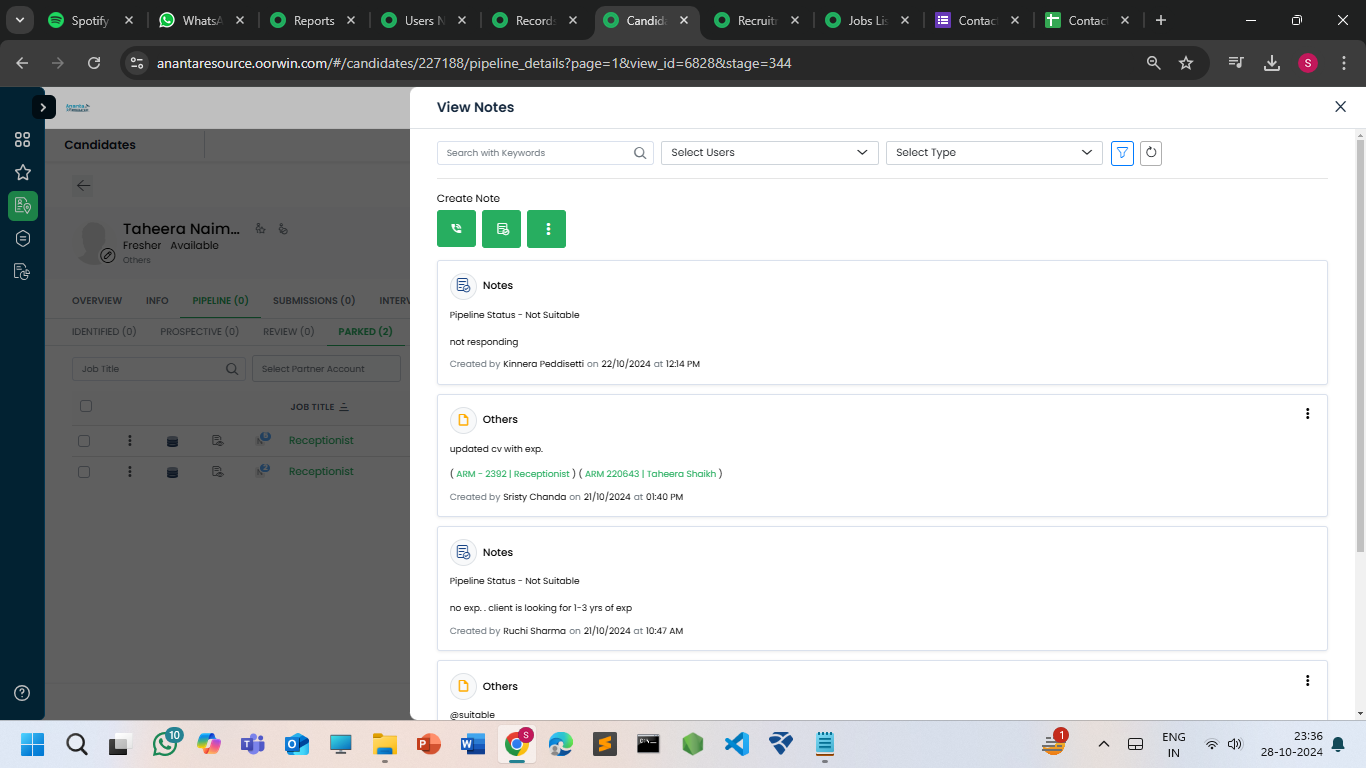 Spotify
WhatsA
Reports
Users N
Records
Candida
Recruitn
Jobs Lis
Contac
Contac
anantaresource.oorwin.com/#/candidates/227188/pipeline_details?page=1&view_id=6828&stage=344
S
View Notes
Candidates
Search with Keywords
Select Users
Select Type
Create Note
Taheera Naim...
Fresher Available
Others
OVERVIEW
INFO
PIPELINE (0)
SUBMISSIONS (0)
INTERV
IDENTIFIED (0)
PROSPECTIVE (0)
REVIEW (0)
PARKED (2)
Job Title
Select Partner Account
JOB TITLE
Receptionist
Receptionist
Notes
Pipeline Status - Not Suitable
not responding
Created by Kinnera Peddisetti on 22/10/2024 at 12:14 PM
Others
updated cv with exp.
( ARM - 2392 | Receptionist ) ( ARM 220643 | Taheera Shaikh )
Created by Sristy Chanda on 21/10/2024 at 01:40 PM
Notes
Pipeline Status - Not Suitable
no exp. . client is looking for 1-3 yrs of exp
Created by Ruchi Sharma on 21/10/2024 at 10:47 AM
Others
@suitable
10
S
1
ENG
IN
23:36
28-10-2024